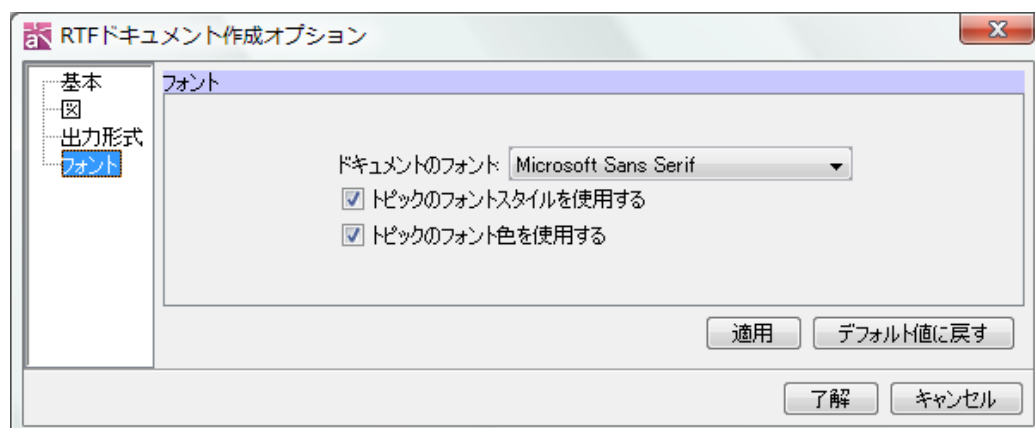 RTFドキュメント作成オプション
基本
図
出力形式
フォント
フォント
ドキュメントのフォント: Microsoft Sans Serif
トピックのフォントスタイルを使用する
トピックのフォント色を使用する
適用 デフォルト値に戻す
了解 キャンセル